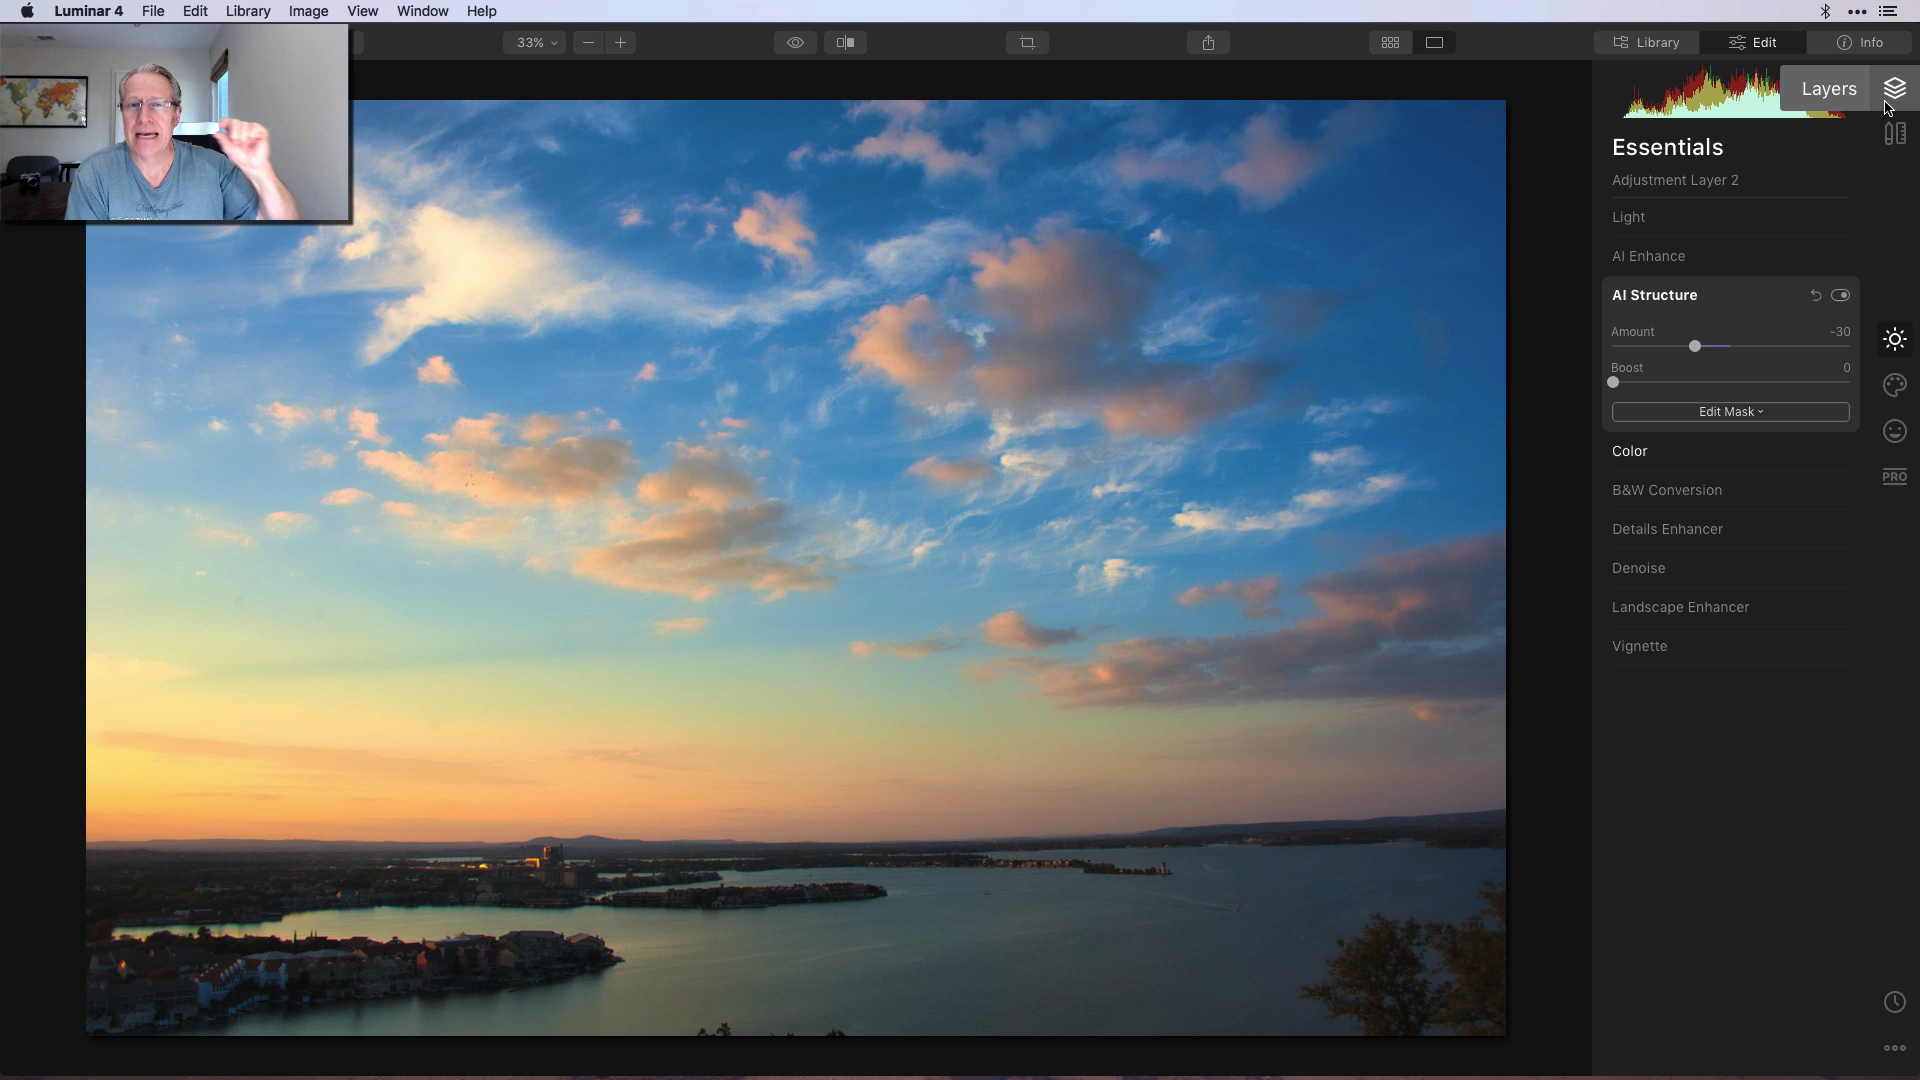 Luminar 4 File Edit Library Image View Window Help
33% Library Edit Info
Layers
Essentials
Adjustment Layer 2
Light
AI Enhance
AI Structure
Amount -30
Boost 0
Edit Mask
Color
B&W Conversion
PRO
Details Enhancer
Denoise
Landscape Enhancer
Vignette